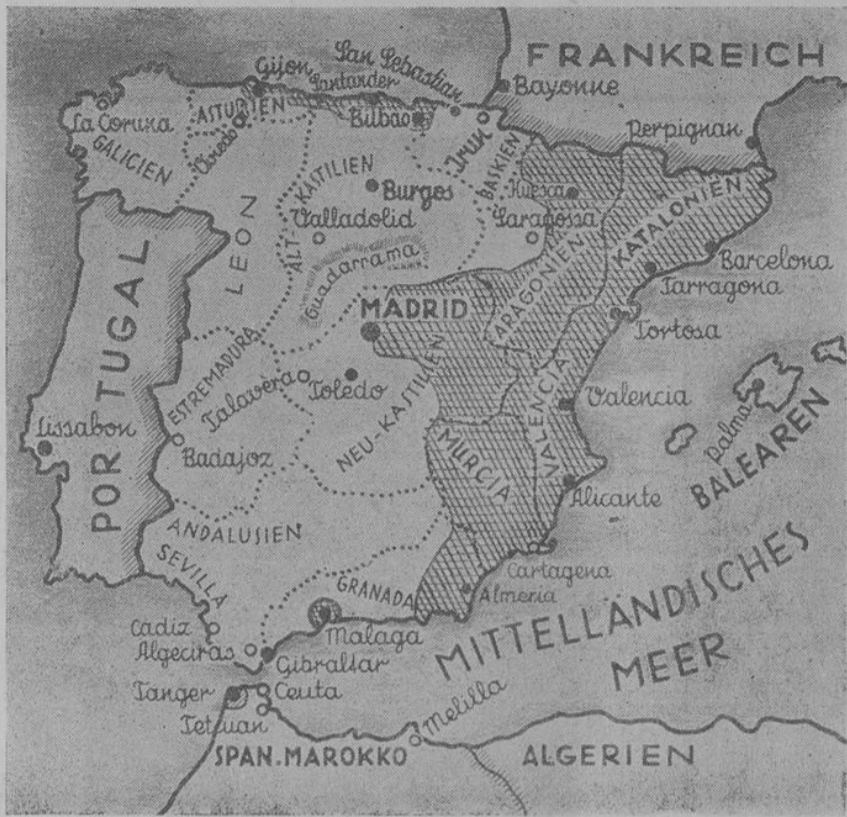 FRANKREICH
San Sebastian
Gijon
Santander
Bayonne
ASTURIEN
La Coruna
Bilbao
Oviedo
Irun
Perpignan
GALICIEN
BASKIEN
ALT-KASTILIEN
Burgos
Huesca
KATALONIEN
LEON
Valladolid
Saragossa
Guadarrama
ARAGONIEN
Barcelona
Tarragona
MADRID
PORTUGAL
Tortosa
ESTREMADURA
Talavera
Toledo
VALENCIA
Valencia
Palma
NEU-KASTILIEN
BALEAREN
Lissabon
Badajoz
MURCIA
Alicante
ANDALUSIEN
SEVILLA
Cartagena
GRANADA
Almeria
MITTELLÄNDISCHES
MEER
Cadiz
Malaga
Algeciras
Gibraltar
Tanger
Ceuta
Tetuan
Melilla
SPAN.MAROKKO
ALGERIEN